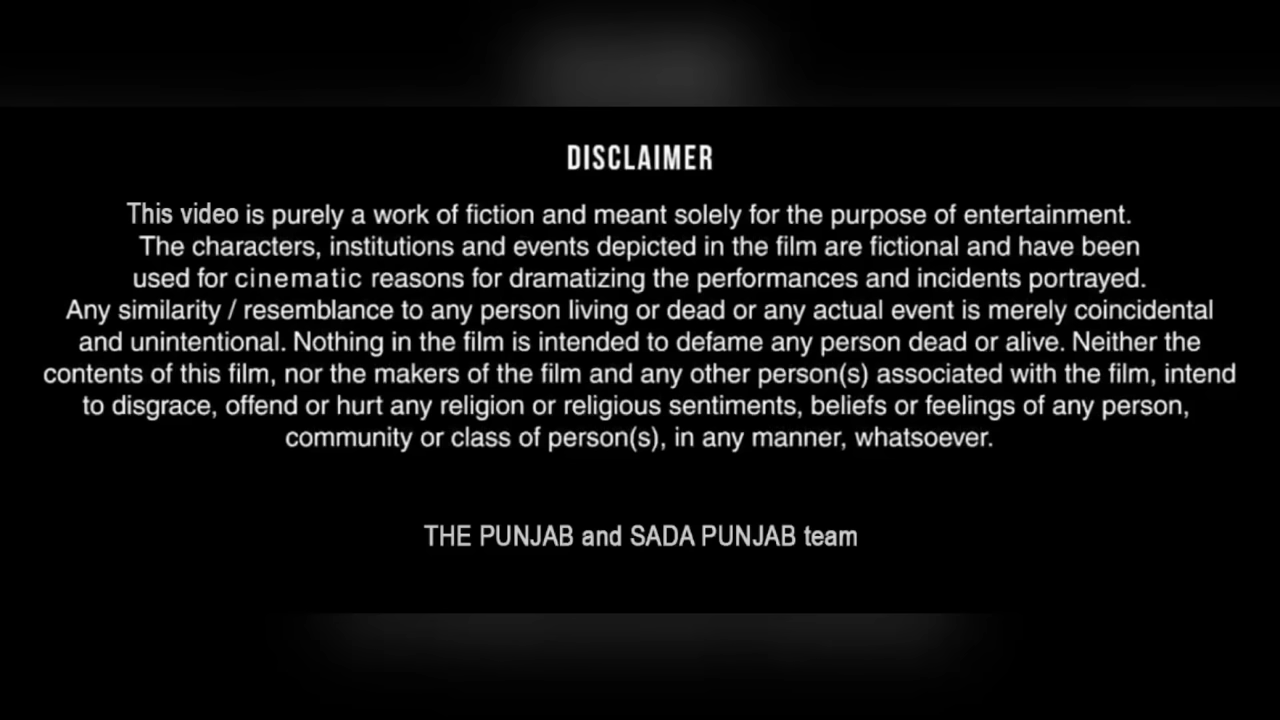 DISCLAIMER
This video is purely a work of fiction and meant solely for the purpose of entertainment.
The characters, institutions and events depicted in the film are fictional and have been
used for cinematic reasons for dramatizing the performances and incidents portrayed.
Any similarity / resemblance to any person living or dead or any actual event is merely coincidental
and unintentional. Nothing in the film is intended to defame any person dead or alive. Neither the
contents of this film, nor the makers of the film and any other person(s) associated with the film, intend
to disgrace, offend or hurt any religion or religious sentiments, beliefs or feelings of any person,
community or class of person(s), in any manner, whatsoever.
THE PUNJAB and SADA PUNJAB team